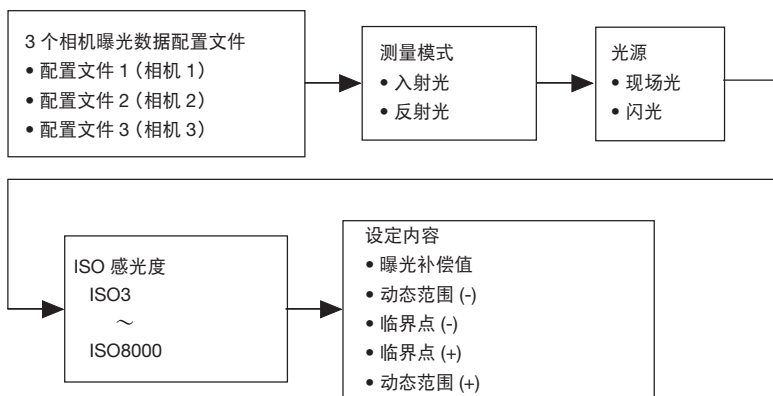 3 个相机曝光数据配置文件
• 配置文件 1（相机 1）
• 配置文件 2（相机 2）
• 配置文件 3（相机 3）
测量模式
• 入射光
• 反射光
光源
• 现场光
• 闪光
ISO 感光度
ISO3
～
ISO8000
设定内容
• 曝光补偿值
• 动态范围 (-)
• 临界点 (-)
• 临界点 (+)
• 动态范围 (+)